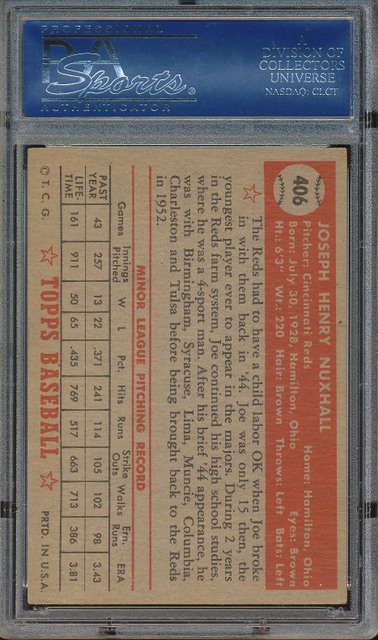 PROFESSIONAL
PSA
Sports®
AUTHENTICATOR
A
DIVISION OF
COLLECTORS
UNIVERSE
NASDAQ: CLCT
406
JOSEPH HENRY NUXHALL
Pitcher: Cincinnati Reds Home: Hamilton, Ohio
Born: July 30, 1928, Hamilton, Ohio Eyes: Brown
Ht.: 6'3" Wt.: 220 Hair: Brown Throws: Left Bats: Left
The Reds had to have a child labor OK when Joe broke
in with them back in '44. Joe was only 15 then, the
youngest player ever to appear in the majors. During 2 years
in the Reds farm system, Joe continued his high school studies,
where he was a 4-sport man. After his brief '44 appearance, he
was with Birmingham, Syracuse, Lima, Muncie, Columbia,
Charleston and Tulsa before being brought back to the Reds
in 1952.
MINOR LEAGUE PITCHING RECORD
Games Innings Pitched W L Pct. Hits Runs Strike Outs Walks Ern. Runs ERA
PAST YEAR 43 257 13 22 .371 241 114 105 102 98 3.43
LIFE-TIME 161 911 50 65 .435 769 517 663 713 386 3.81
© T. C. G. TOPPS BASEBALL PRTD. IN U.S.A.